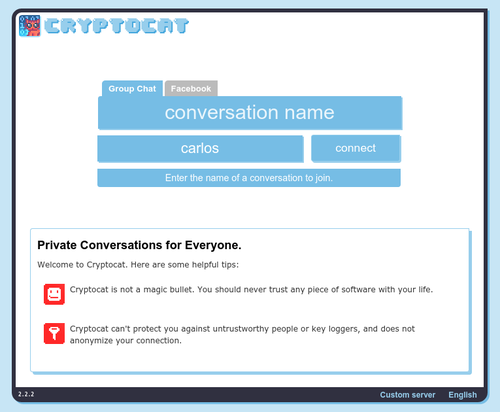 CRYPTOCAT
Group Chat Facebook
conversation name
carlos connect
Enter the name of a conversation to join.
Private Conversations for Everyone.
Welcome to Cryptocat. Here are some helpful tips:
Cryptocat is not a magic bullet. You should never trust any piece of software with your life.
Cryptocat can't protect you against untrustworthy people or key loggers, and does not
anonymize your connection.
2.2.2 Custom server English